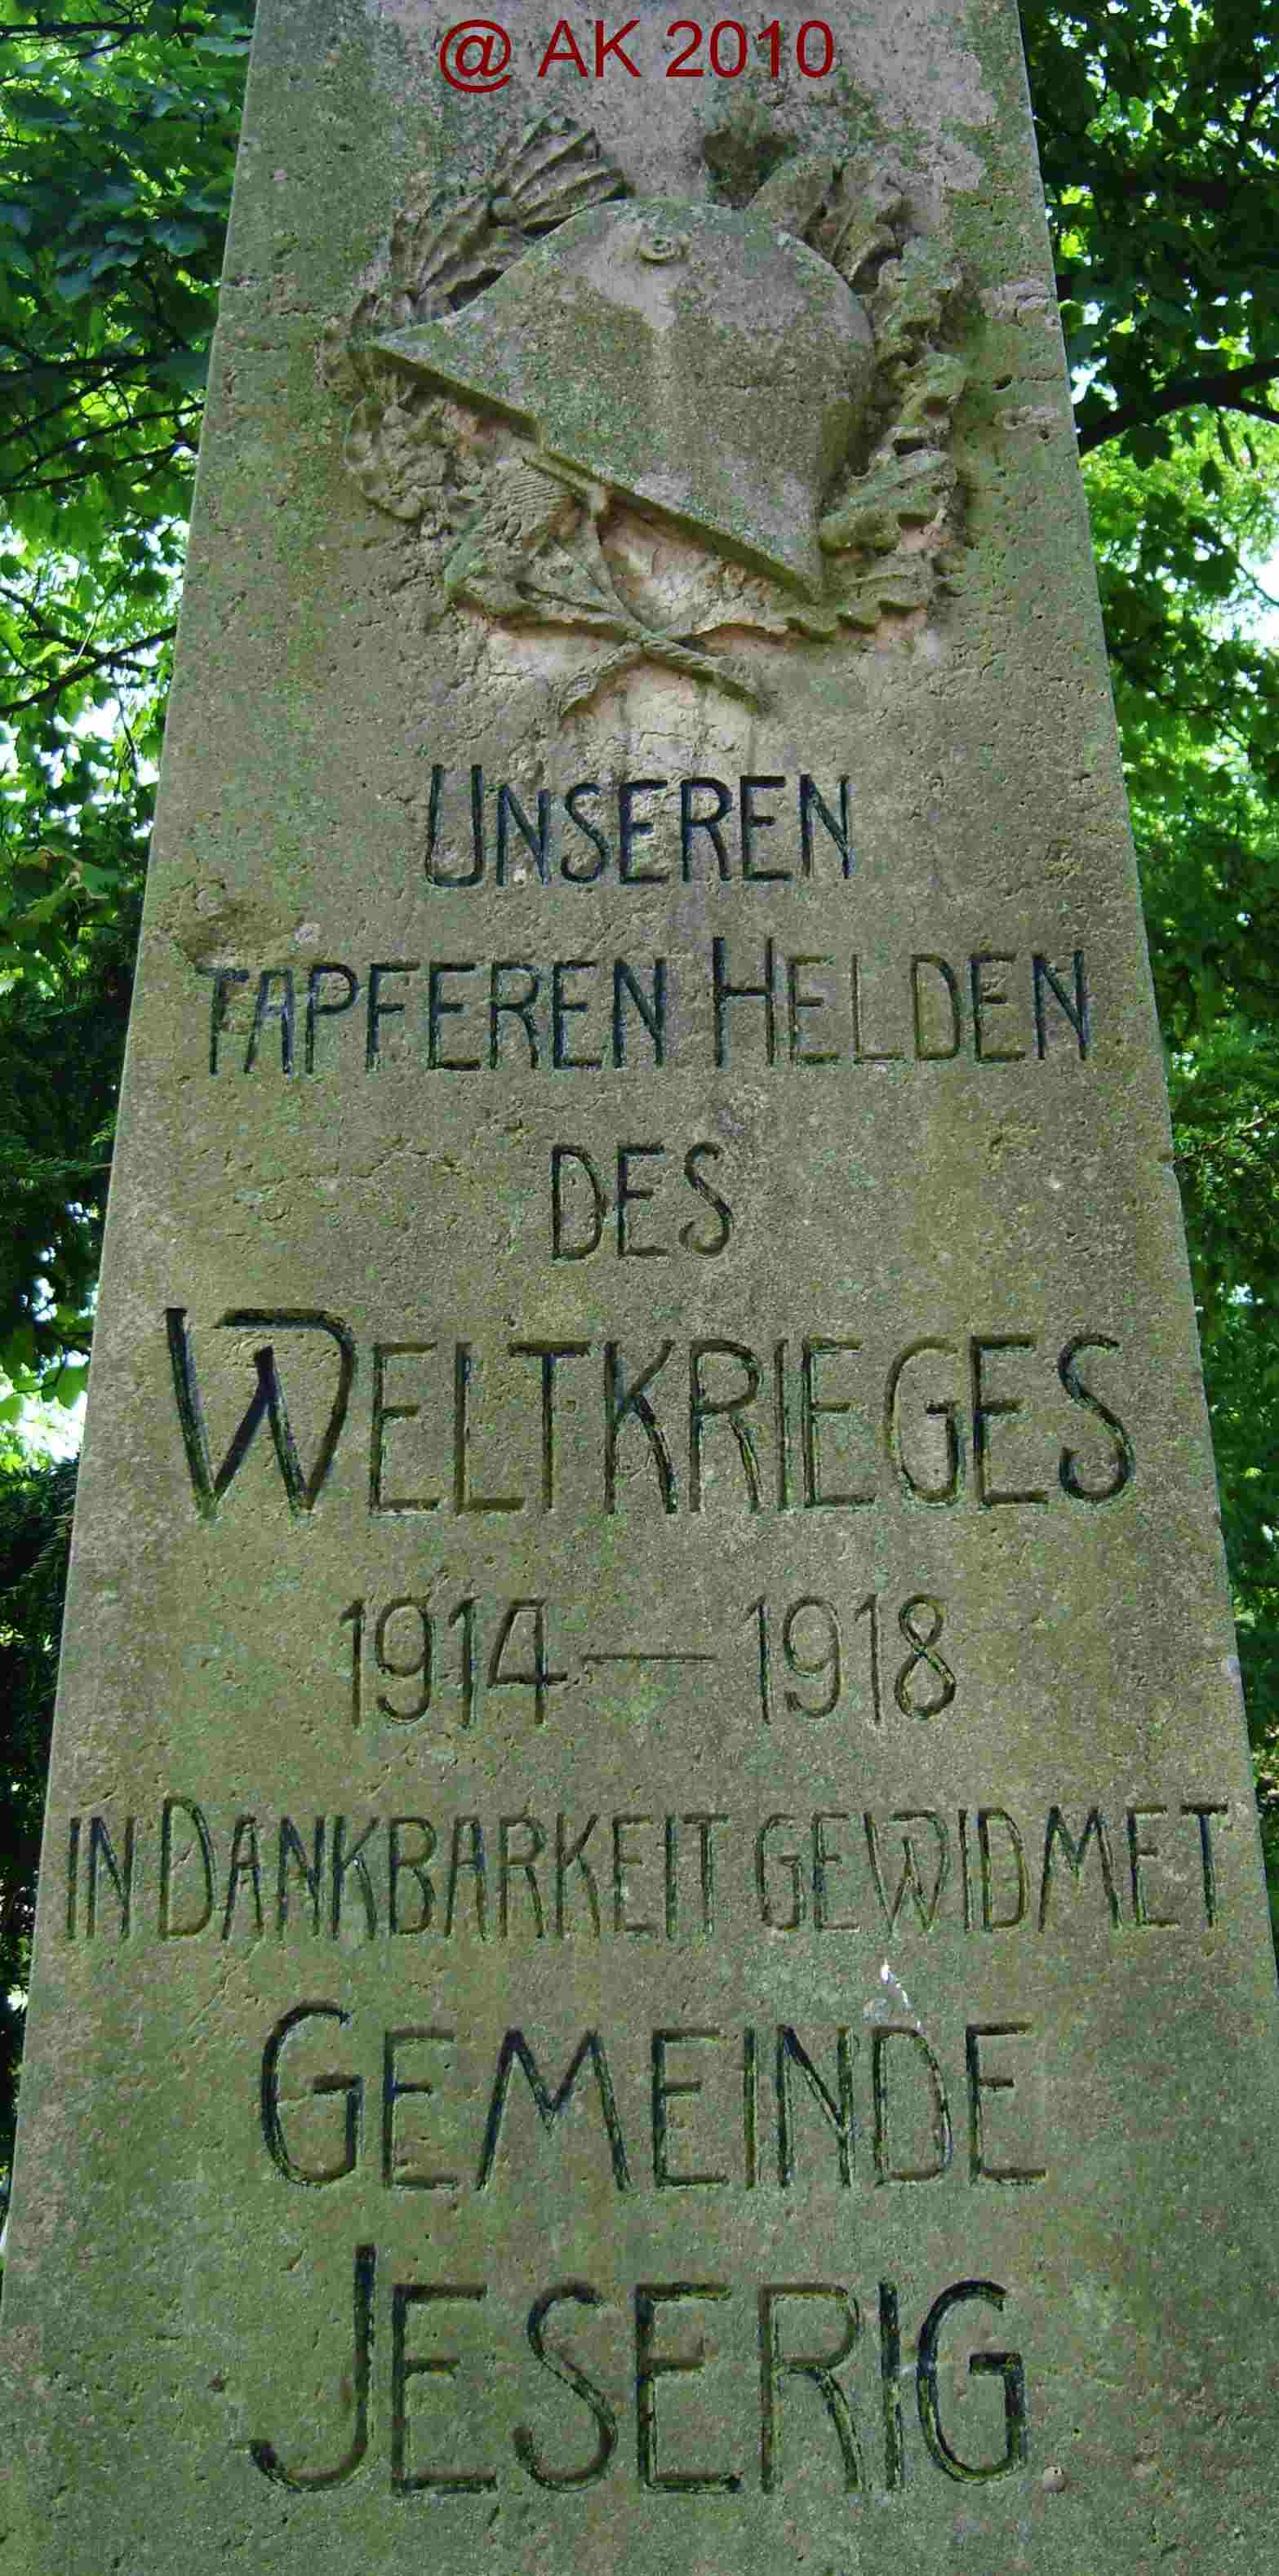 @ AK 2010
UNSEREN
TAPFEREN HELDEN
DES
WELTKRIEGES
1914 — 1918
IN DANKBARKEIT GEWIDMET
GEMEINDE
JESERIG